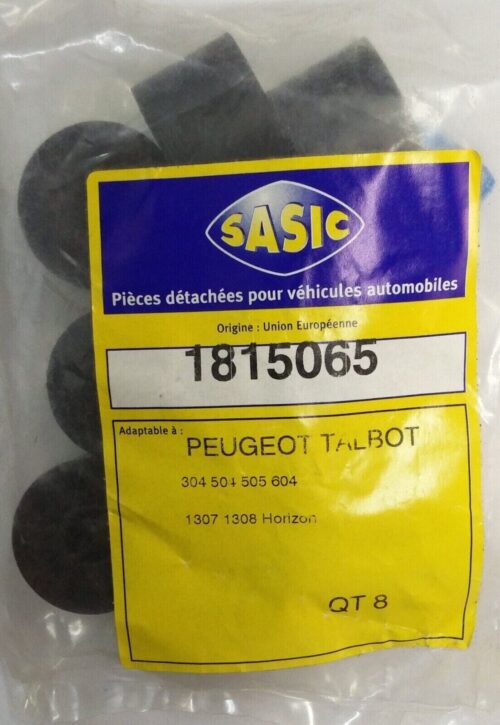 SASIC
Pièces détachées pour véhicules automobiles
Origine : Union Européenne
1815065
Adaptable à :
PEUGEOT TALBOT
304 504 505 604
1307 1308 Horizon
QT 8